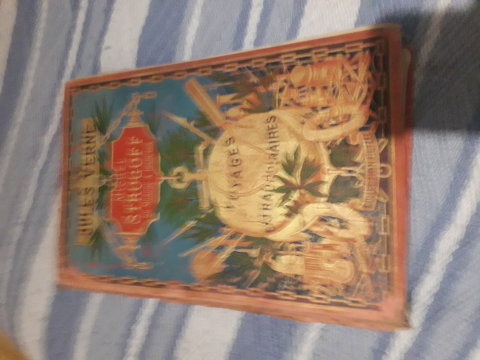 JULES VERNE
MICHEL
STROGOFF
VOYAGES
EXTRAORDINAIRES